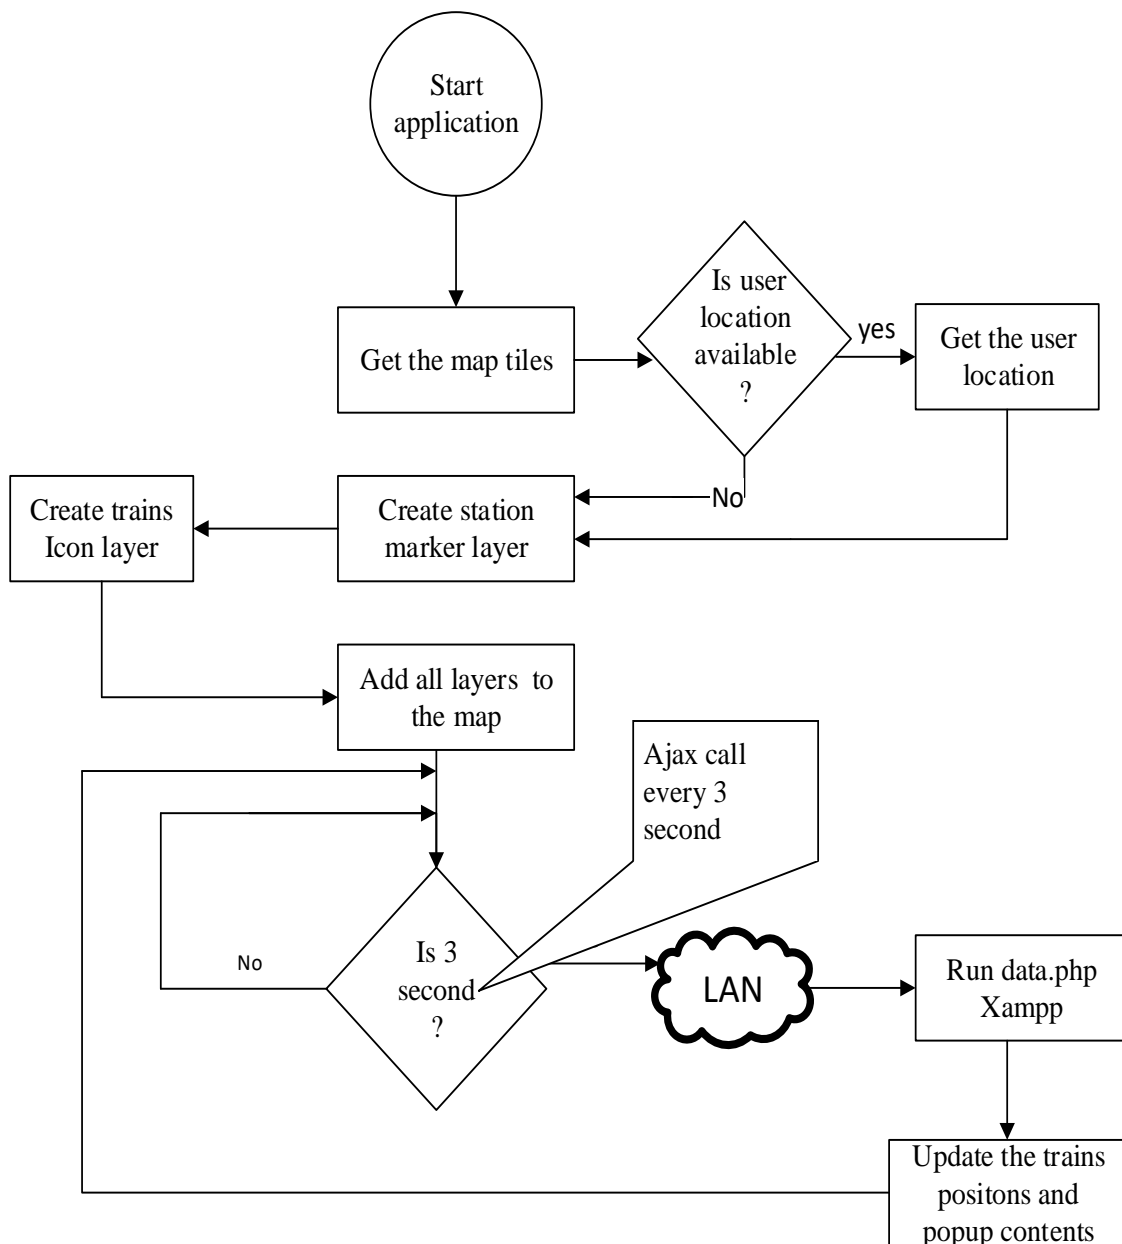 Start
application
Is user
location
available
?
yes
Get the map tiles
Get the user
location
No
Create trains
Icon layer
Create station
marker layer
Add all layers to
the map
Ajax call
every 3
second
No
Is 3
second
?
LAN
Run data.php
Xampp
Update the trains
positons and
popup contents